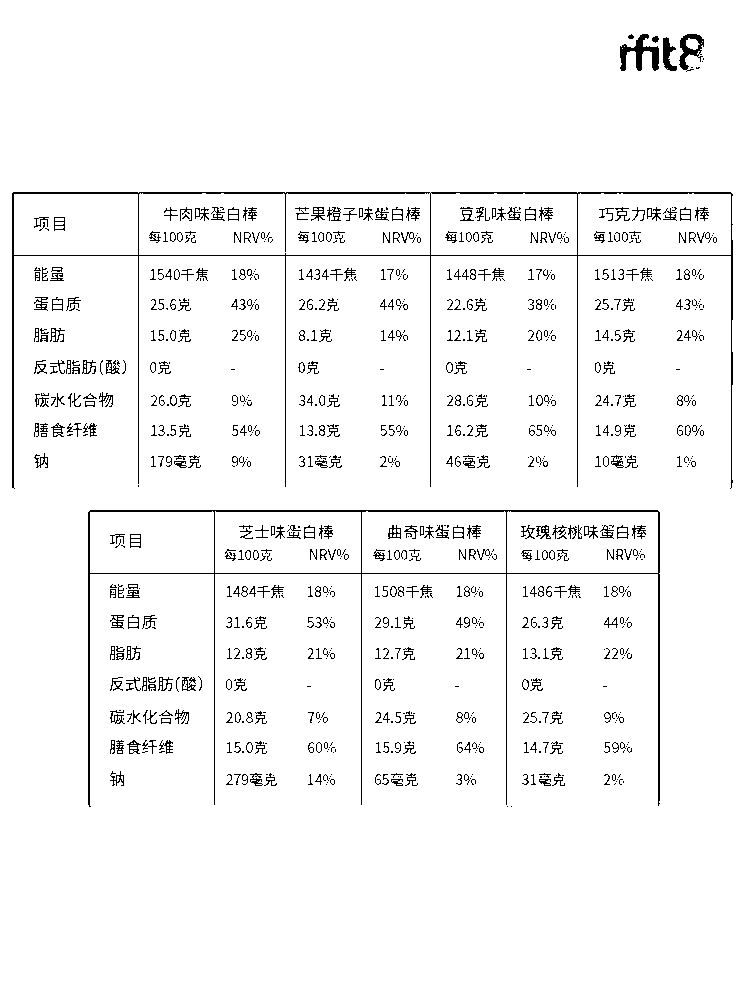 ffit8
项目 牛肉味蛋白棒 芒果橙子味蛋白棒 豆乳味蛋白棒 巧克力味蛋白棒
每100克 NRV% 每100克 NRV% 每100克 NRV% 每100克 NRV%
能量 1540千焦 18% 1434千焦 17% 1448千焦 17% 1513千焦 18%
蛋白质 25.6克 43% 26.2克 44% 22.6克 38% 25.7克 43%
脂肪 15.0克 25% 8.1克 14% 12.1克 20% 14.5克 24%
反式脂肪(酸) 0克 - 0克 - 0克 - 0克 -
碳水化合物 26.0克 9% 34.0克 11% 28.6克 10% 24.7克 8%
膳食纤维 13.5克 54% 13.8克 55% 16.2克 65% 14.9克 60%
钠 179毫克 9% 31毫克 2% 46毫克 2% 10毫克 1%
项目 芝士味蛋白棒 曲奇味蛋白棒 玫瑰核桃味蛋白棒
每100克 NRV% 每100克 NRV% 每100克 NRV%
能量 1484千焦 18% 1508千焦 18% 1486千焦 18%
蛋白质 31.6克 53% 29.1克 49% 26.3克 44%
脂肪 12.8克 21% 12.7克 21% 13.1克 22%
反式脂肪(酸) 0克 - 0克 - 0克 -
碳水化合物 20.8克 7% 24.5克 8% 25.7克 9%
膳食纤维 15.0克 60% 15.9克 64% 14.7克 59%
钠 279毫克 14% 65毫克 3% 31毫克 2%